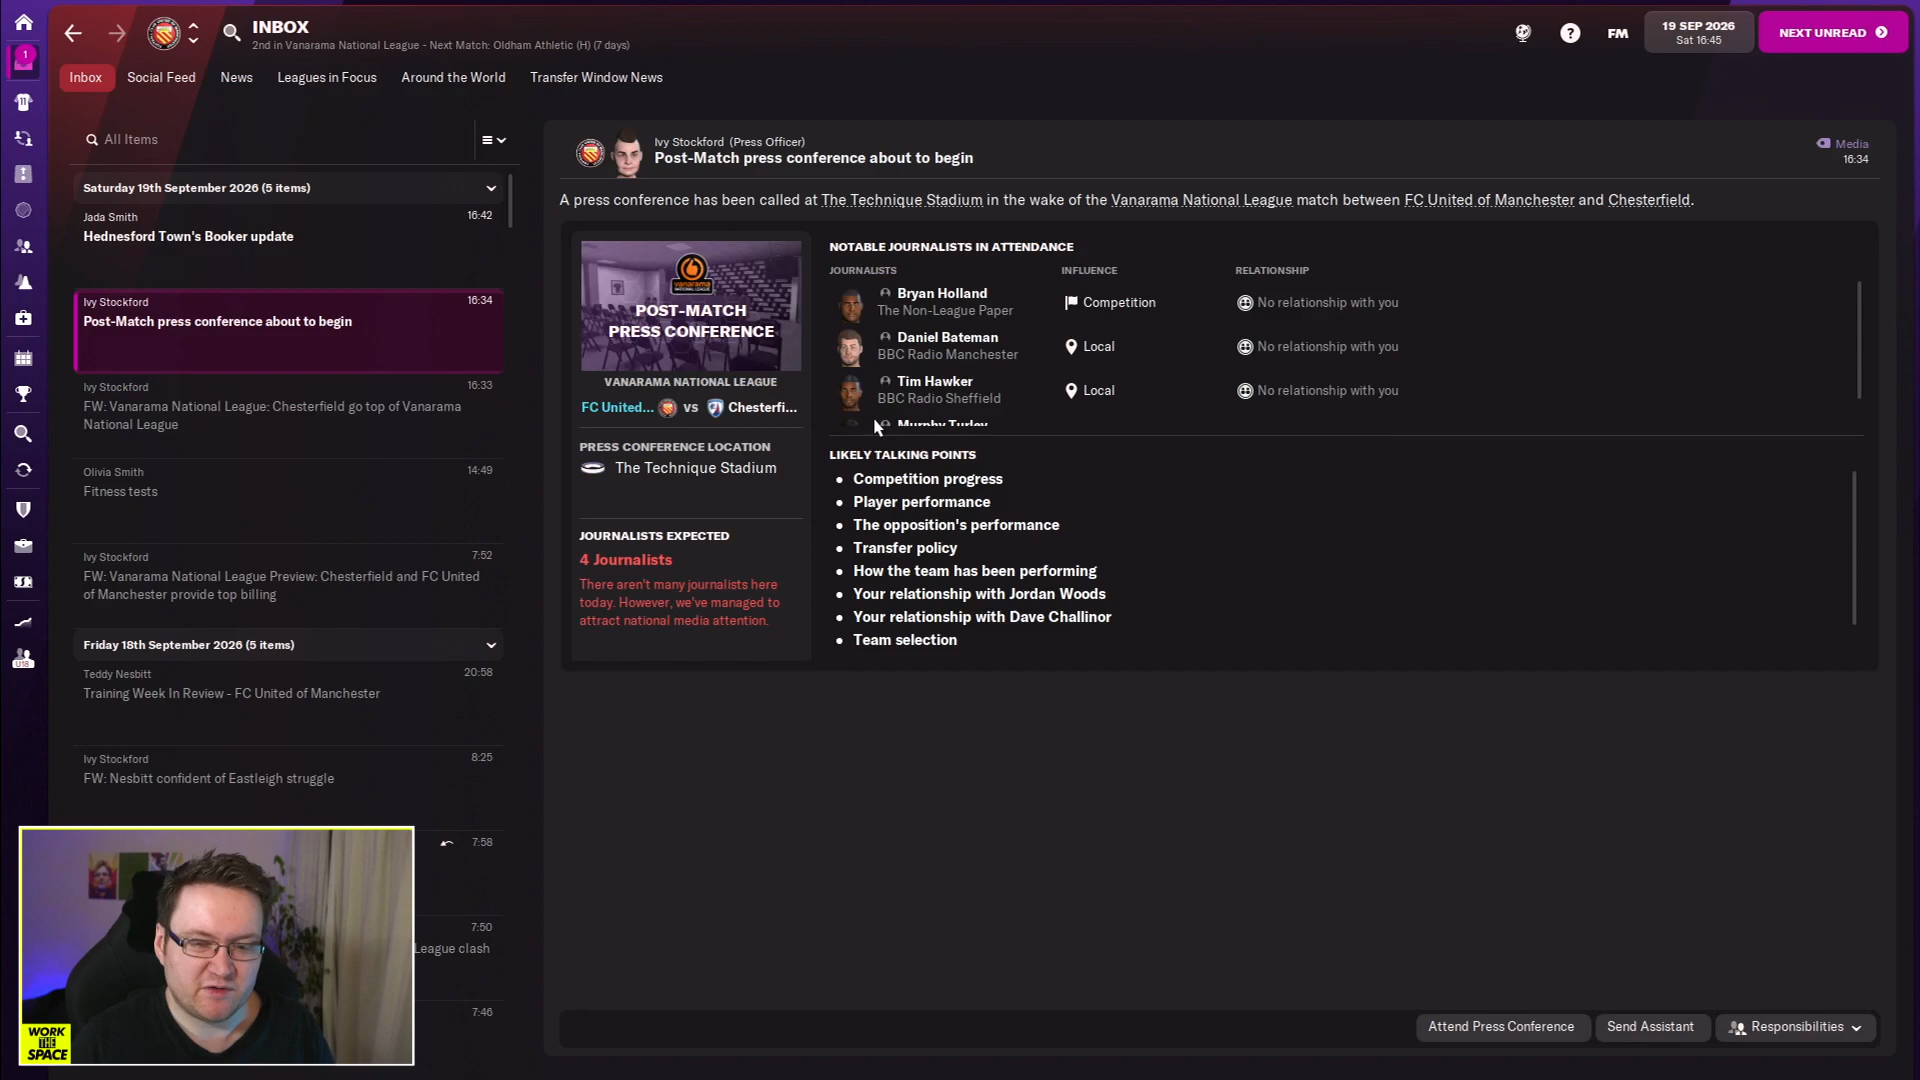 INBOX
2nd in Vanarama National League - Next Match: Oldham Athletic (H) (7 days)
FM
19 SEP 2026
Sat 16:45
NEXT UNREAD
1
11
Inbox
Social Feed
News
Leagues in Focus
Around the World
Transfer Window News
All Items
Saturday 19th September 2026 (5 items)
Jada Smith
16:42
Hednesford Town's Booker update
Ivy Stockford
16:34
Post-Match press conference about to begin
Ivy Stockford
16:33
FW: Vanarama National League: Chesterfield go top of Vanarama
National League
Olivia Smith
14:49
Fitness tests
Ivy Stockford
7:52
FW: Vanarama National League Preview: Chesterfield and FC United
of Manchester provide top billing
Friday 18th September 2026 (5 items)
Teddy Nesbitt
20:58
Training Week In Review - FC United of Manchester
Ivy Stockford
8:25
FW: Nesbitt confident of Eastleigh struggle
7:58
7:50
League clash
7:46
U18
WORK
THE
SPACE
Ivy Stockford (Press Officer)
Post-Match press conference about to begin
Media
16:34
A press conference has been called at The Technique Stadium in the wake of the Vanarama National League match between FC United of Manchester and Chesterfield.
vanarama
NATIONAL LEAGUE
POST-MATCH
PRESS CONFERENCE
VANARAMA NATIONAL LEAGUE
FC United... VS Chesterfi...
PRESS CONFERENCE LOCATION
The Technique Stadium
JOURNALISTS EXPECTED
4 Journalists
There aren't many journalists here
today. However, we've managed to
attract national media attention.
NOTABLE JOURNALISTS IN ATTENDANCE
JOURNALISTS
INFLUENCE
RELATIONSHIP
Bryan Holland
The Non-League Paper
Competition
No relationship with you
Daniel Bateman
BBC Radio Manchester
Local
No relationship with you
Tim Hawker
BBC Radio Sheffield
Local
No relationship with you
Murphy Turley
LIKELY TALKING POINTS
• Competition progress
• Player performance
• The opposition's performance
• Transfer policy
• How the team has been performing
• Your relationship with Jordan Woods
• Your relationship with Dave Challinor
• Team selection
Attend Press Conference
Send Assistant
Responsibilities